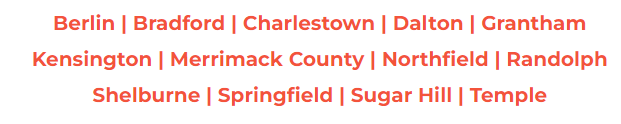 Berlin | Bradford | Charlestown | Dalton | Grantham
Kensington | Merrimack County | Northfield | Randolph
Shelburne | Springfield | Sugar Hill | Temple